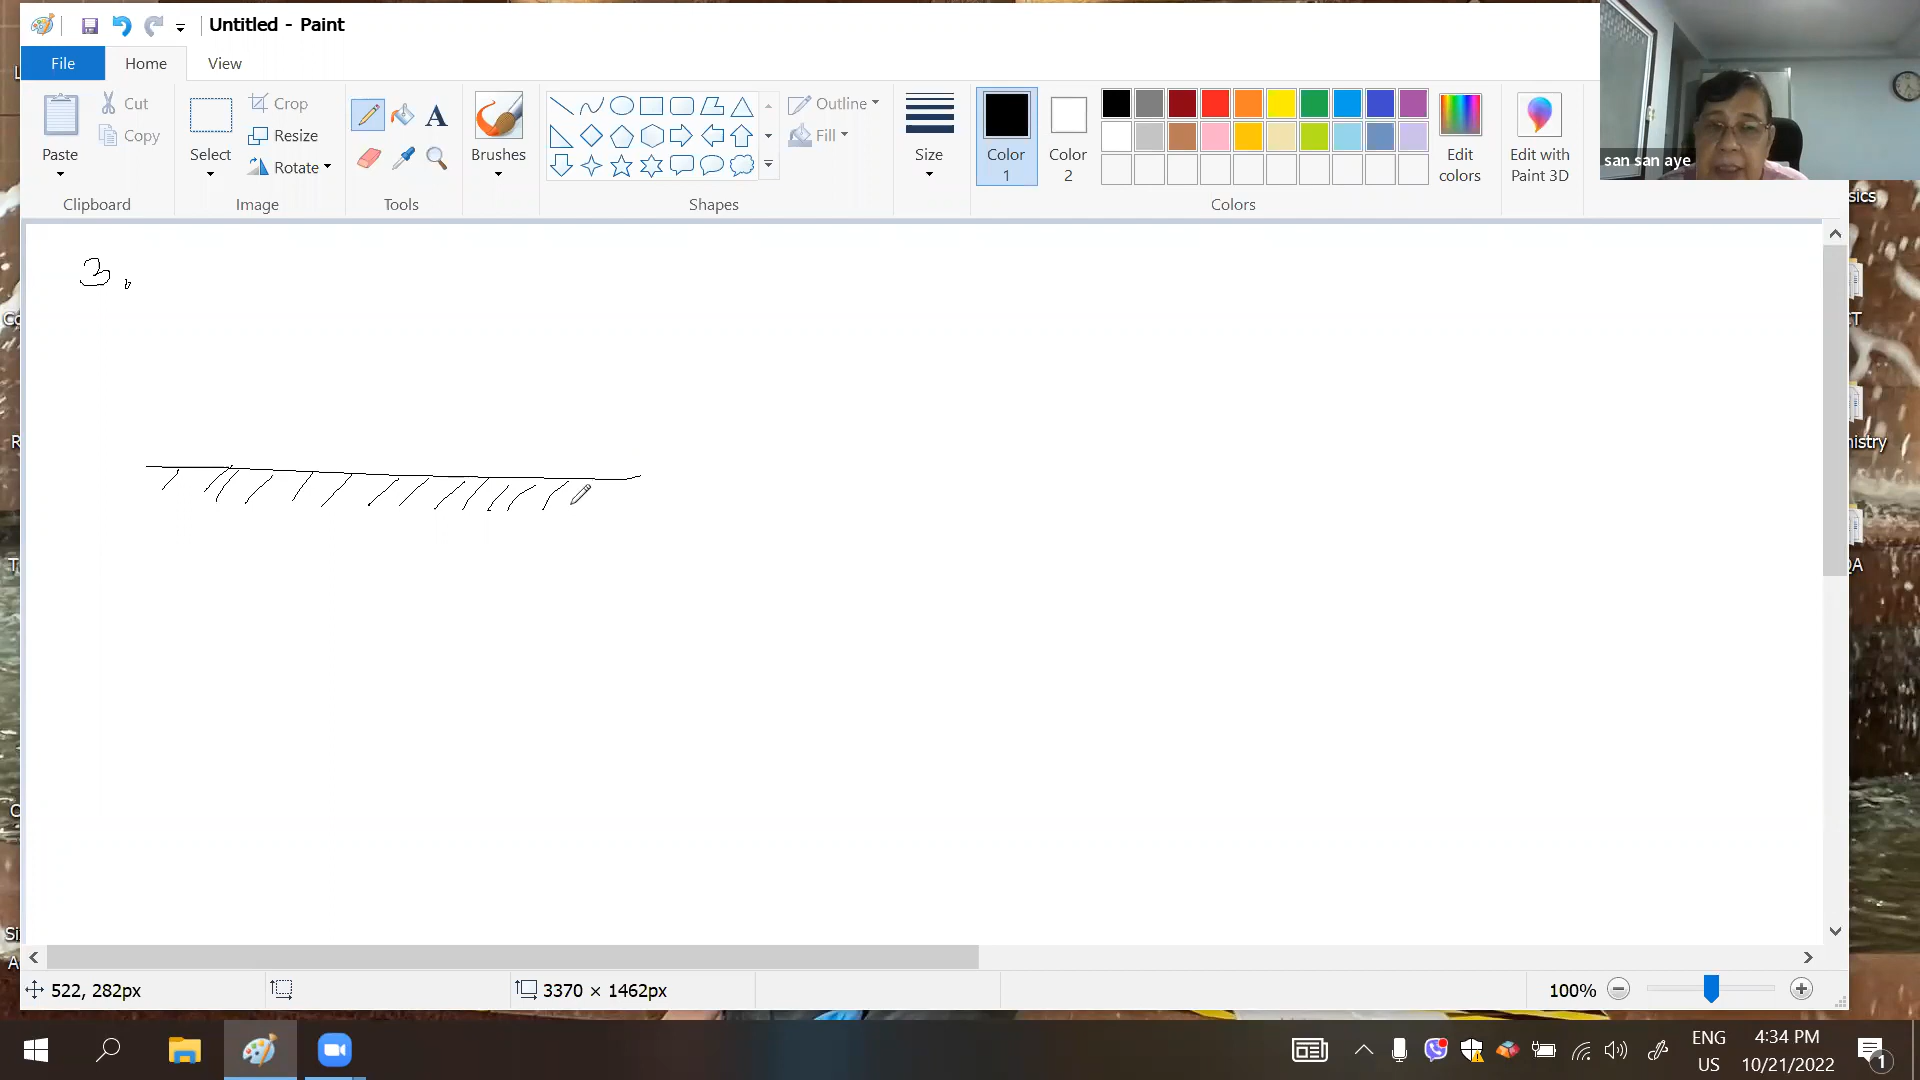 Untitled - Paint
san san aye
File
Home
View
Cut
Copy
Paste
Clipboard
Crop
Resize
Rotate
Select
Image
A
Tools
Brushes
Shapes
Outline
Fill
Size
Color
1
Color
2
Edit
colors
Colors
Edit with
Paint 3D
3.
522, 282px
3370 × 1462px
100%
ENG
US
4:34 PM
10/21/2022
1